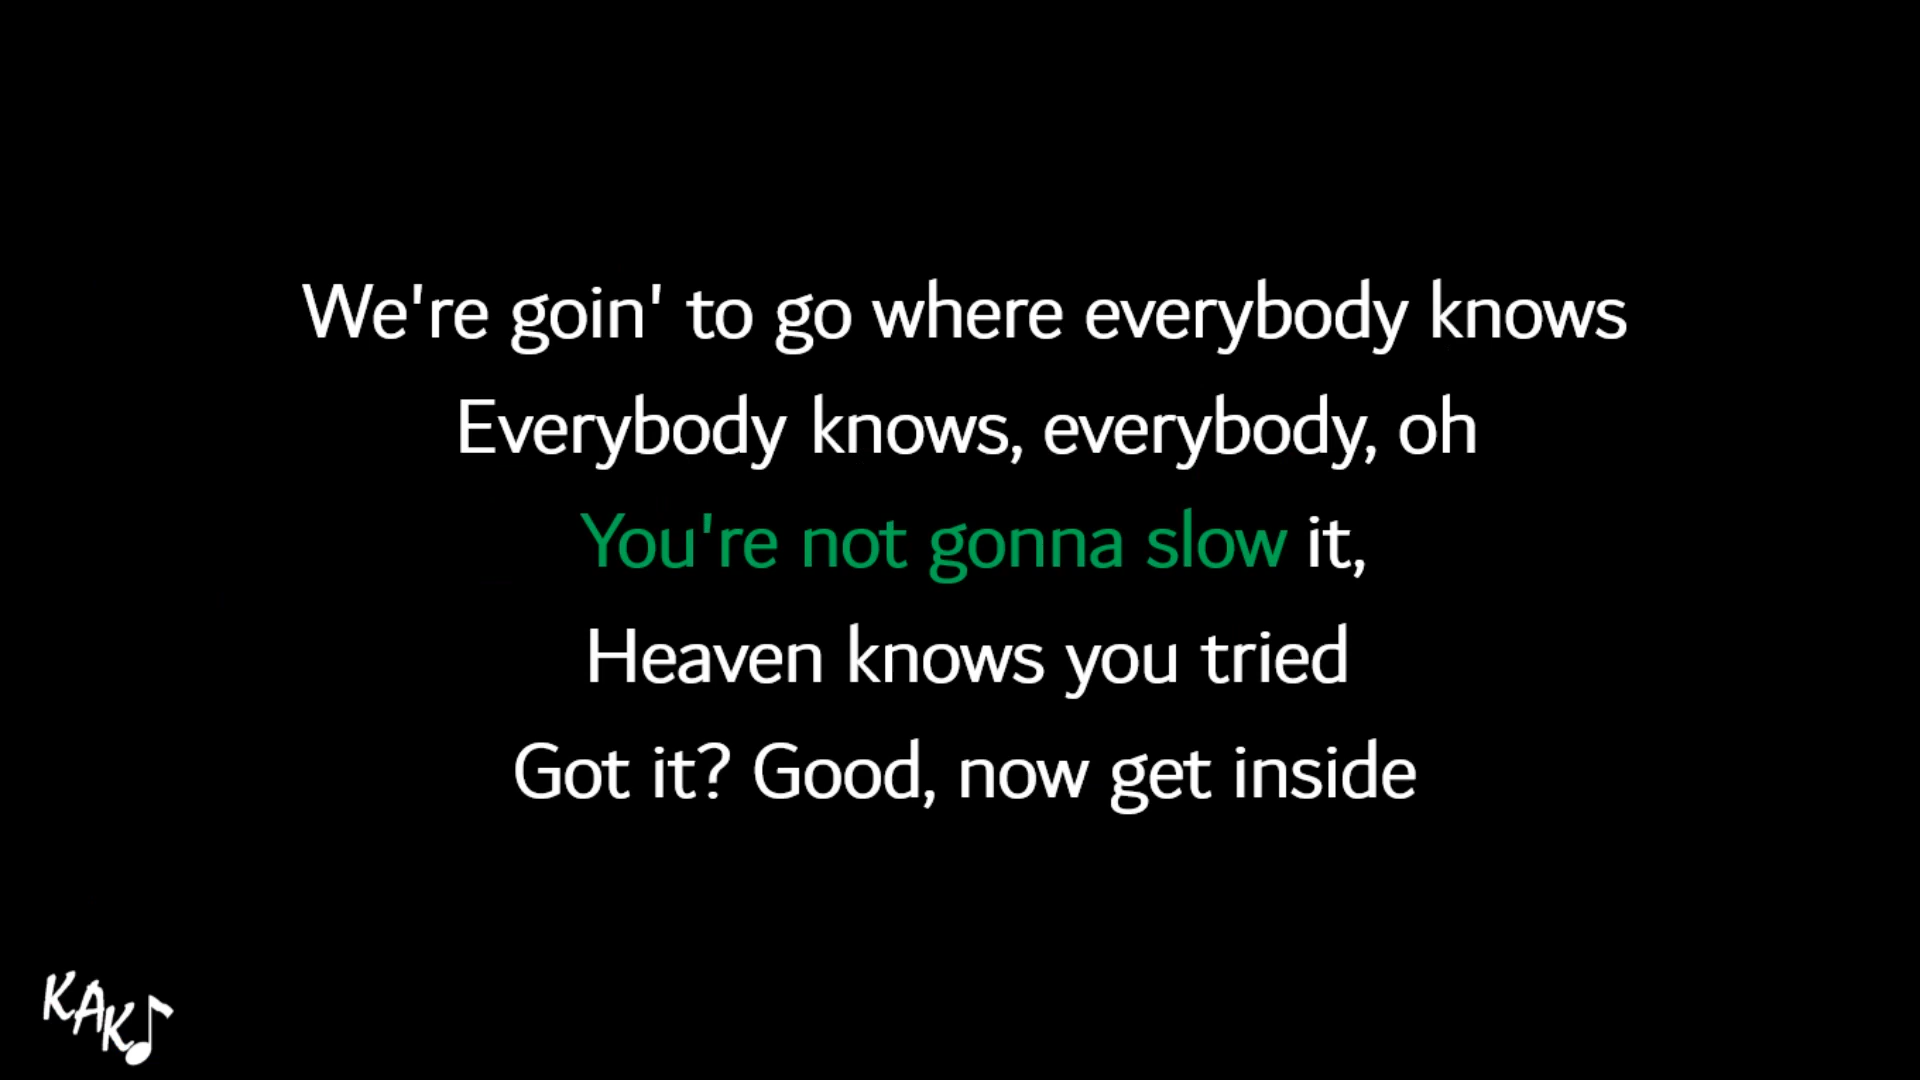 We're goin' to go where everybody knows
Everybody knows, everybody, oh
You're not gonna slow it,
Heaven knows you tried
Got it? Good, now get inside
KAK